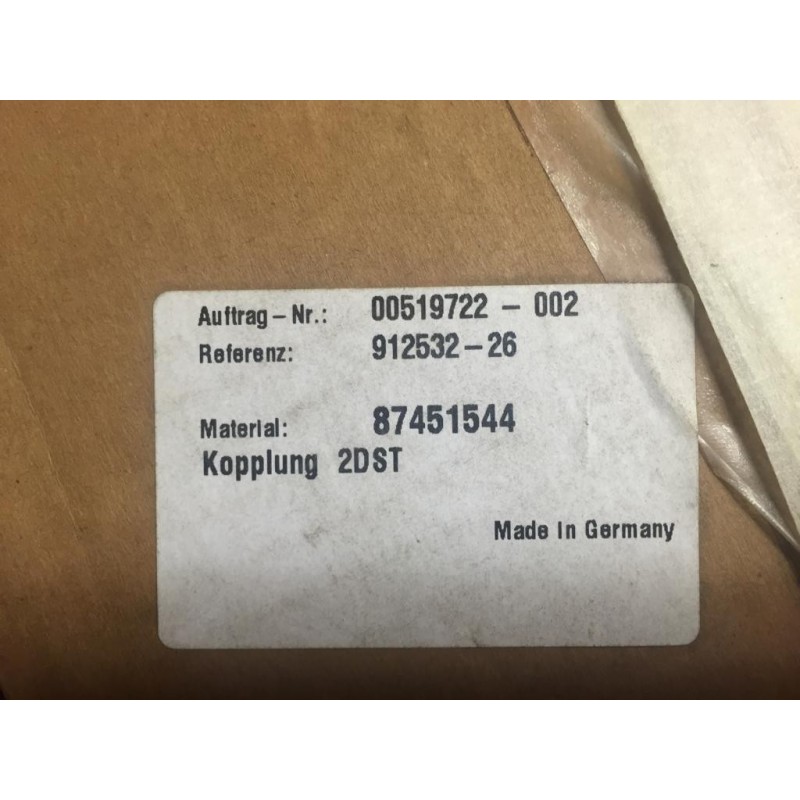 Auftrag-Nr.: 00519722 - 002
Referenz: 912532-26
Material: 87451544
Kopplung 2DST
Made In Germany